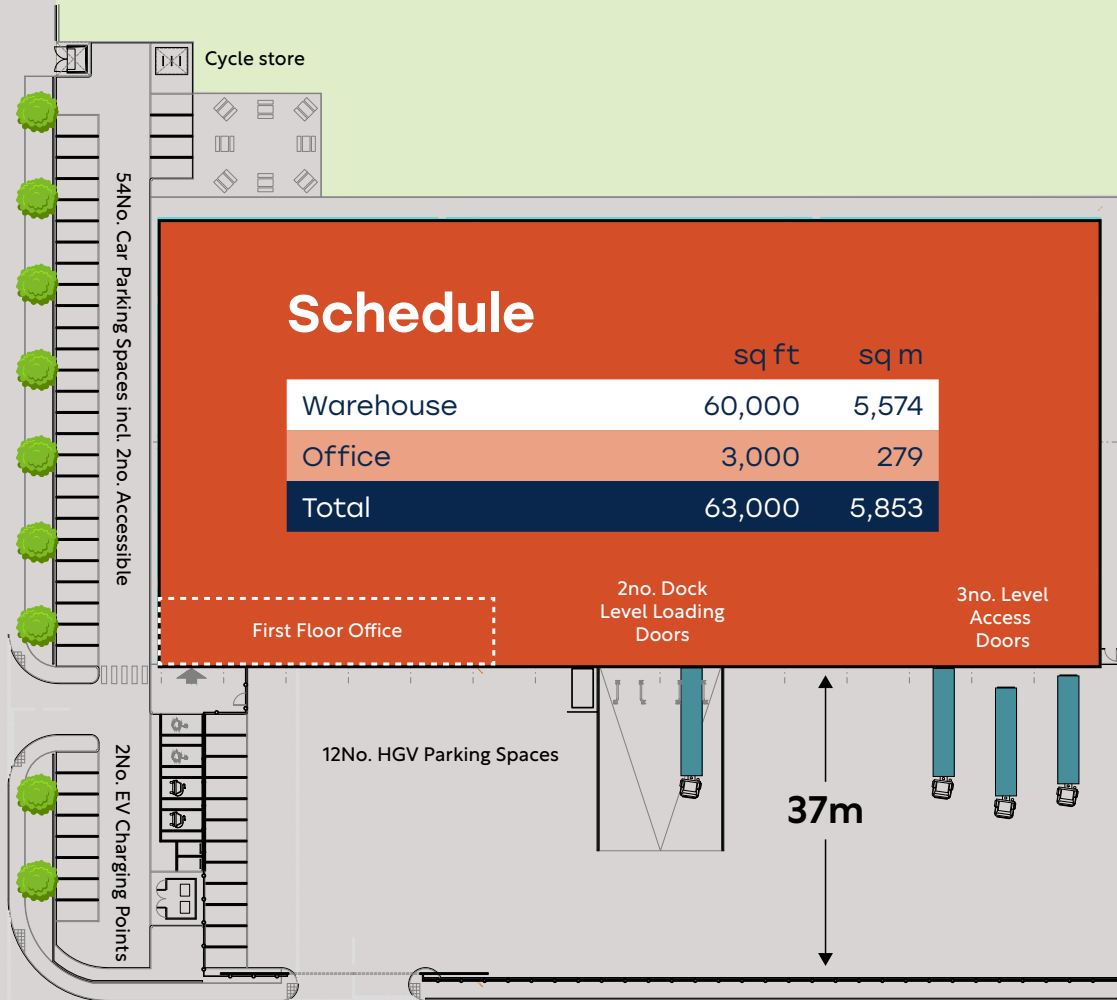 Cycle store
54No. Car Parking Spaces incl. 2no. Accessible
Schedule
sq ft sq m
Warehouse 60,000 5,574
Office 3,000 279
Total 63,000 5,853
First Floor Office
2no. Dock
Level Loading
Doors
3no. Level
Access
Doors
2No. EV Charging Points
12No. HGV Parking Spaces
37m